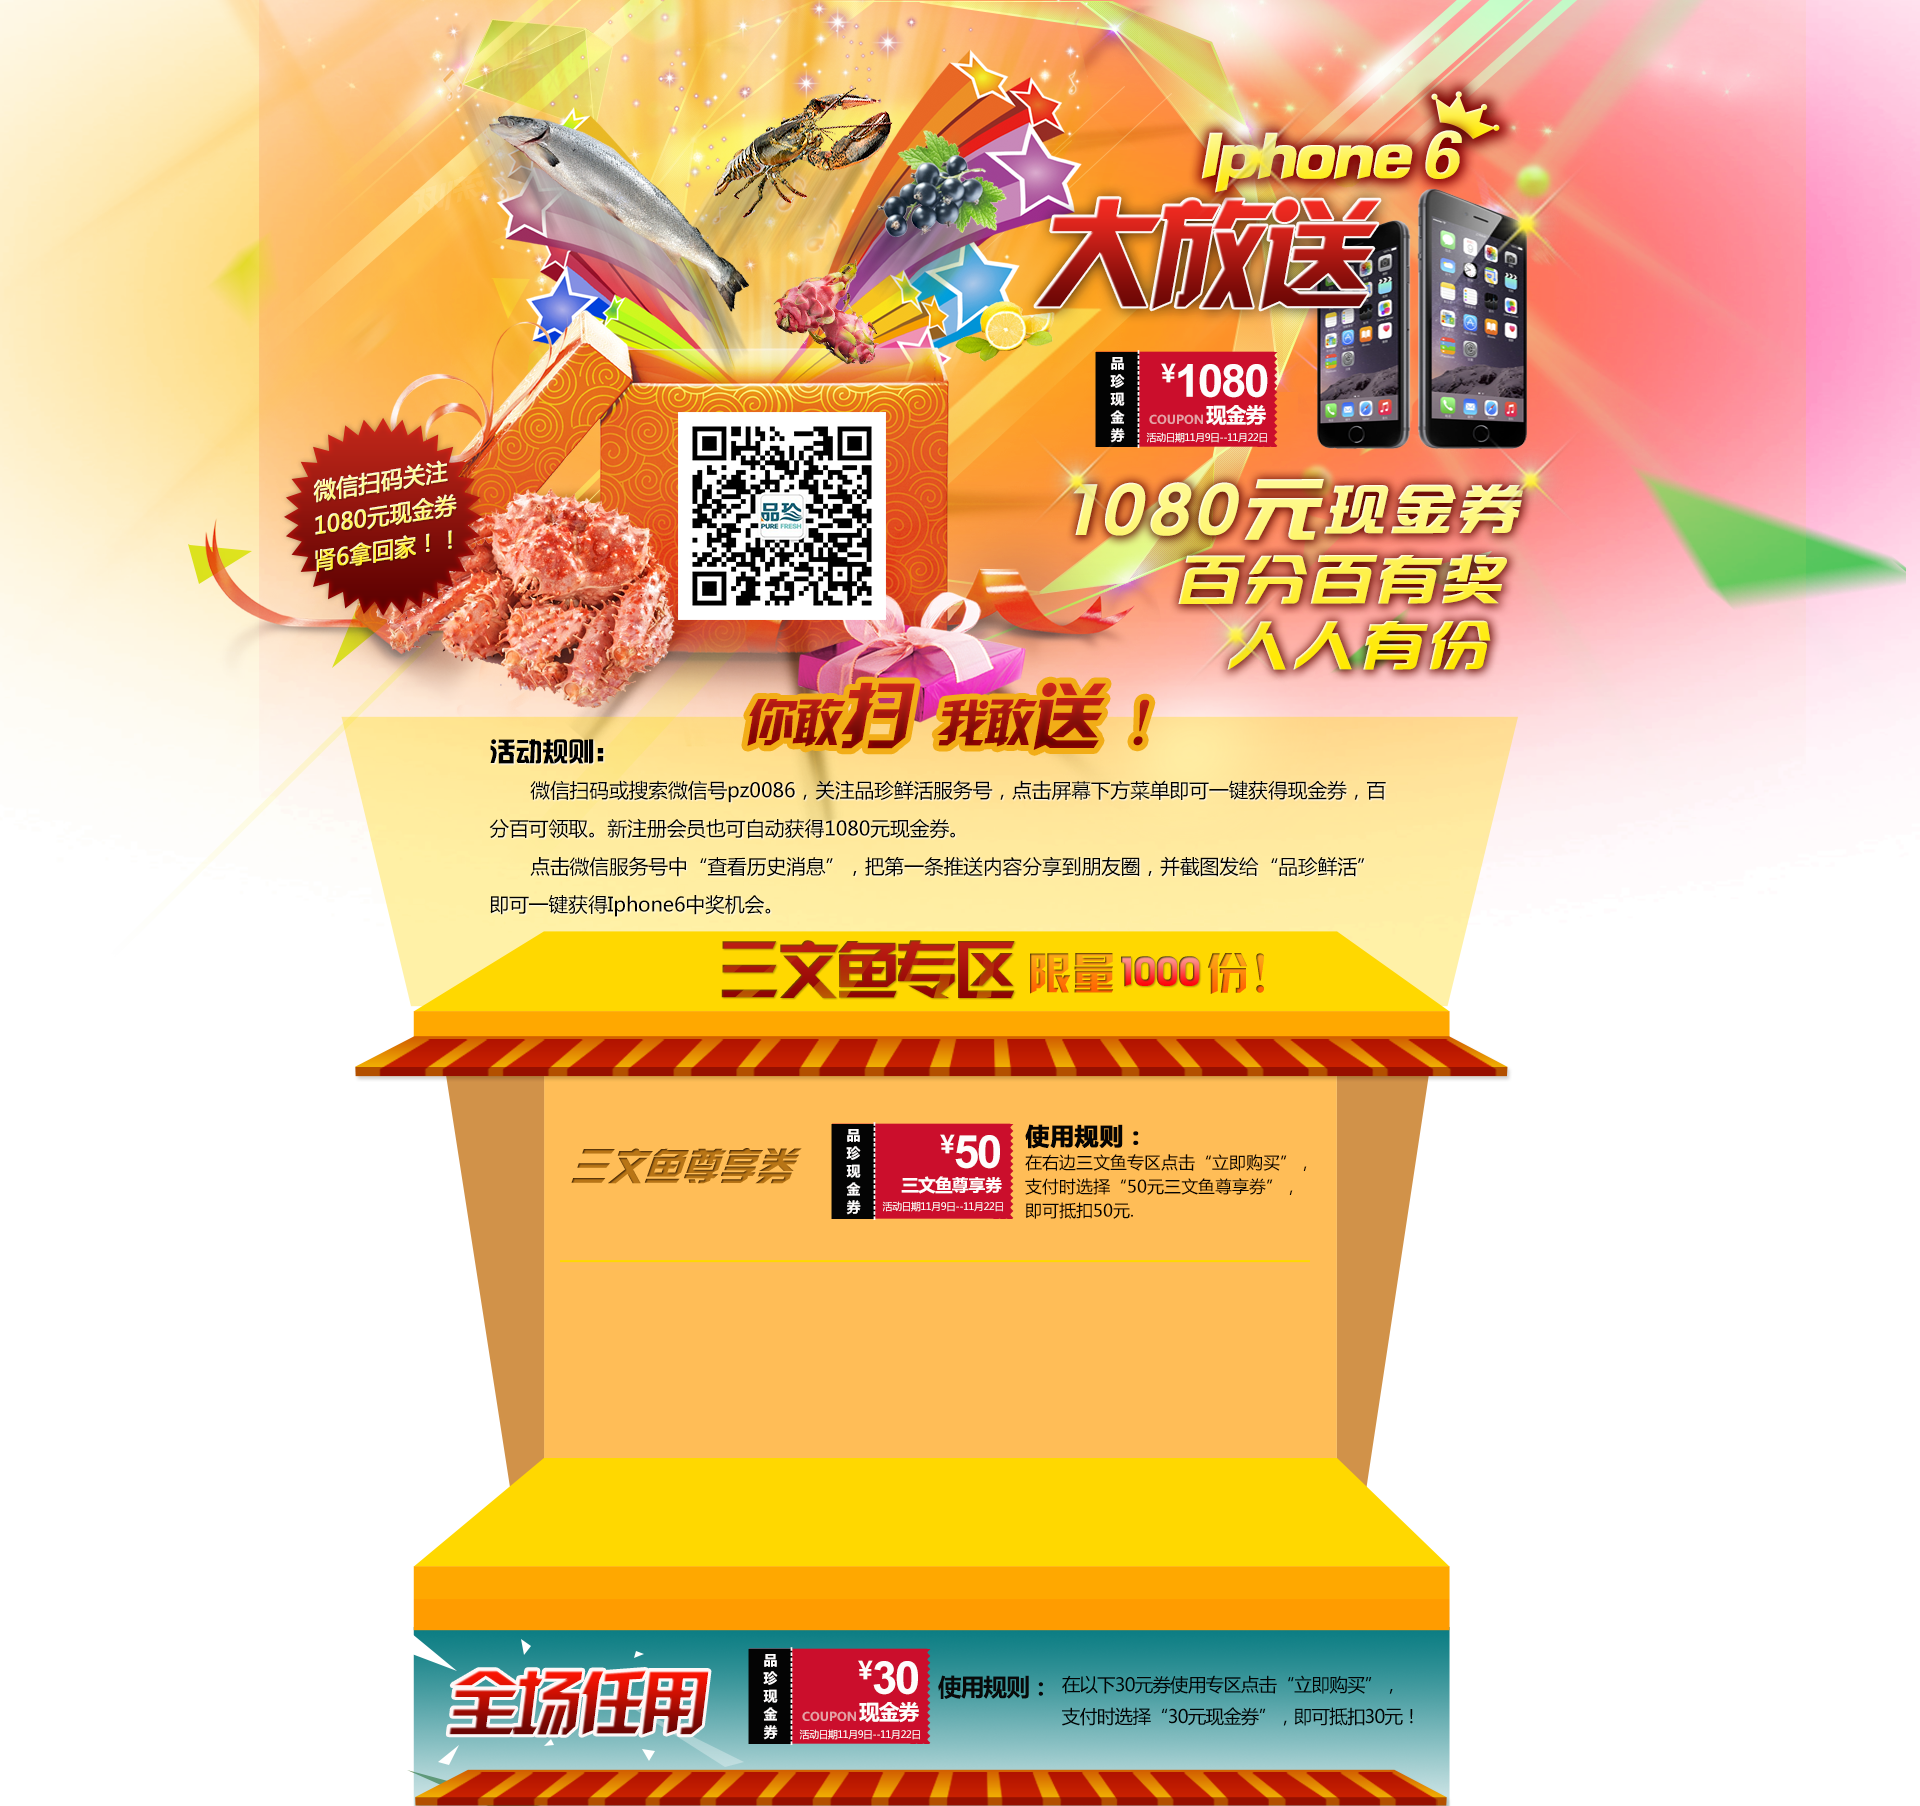 Iphone 6
大放送
品珍现金券
¥1080
COUPON 现金券
活动日期11月9日--11月22日
微信扫码关注
1080元现金券
肾6拿回家！！
品珍
PURE FRESH
1080元现金券
百分百有奖
人人有份
你敢扫 我敢送！
活动规则:
微信扫码或搜索微信号pz0086，关注品珍鲜活服务号，点击屏幕下方菜单即可一键获得现金券，百
分百可领取。新注册会员也可自动获得1080元现金券。
点击微信服务号中“查看历史消息”，把第一条推送内容分享到朋友圈，并截图发给“品珍鲜活”
即可一键获得Iphone6中奖机会。
三文鱼专区 限量1000份!
三文鱼尊享券
品珍现金券
¥50
三文鱼尊享券
活动日期11月9日--11月22日
使用规则：
在右边三文鱼专区点击“立即购买”，
支付时选择“50元三文鱼尊享券”，
即可抵扣50元.
全场任用
品珍现金券
¥30
COUPON 现金券
活动日期11月9日--11月22日
使用规则：
在以下30元券使用专区点击“立即购买”，
支付时选择“30元现金券”，即可抵扣30元！